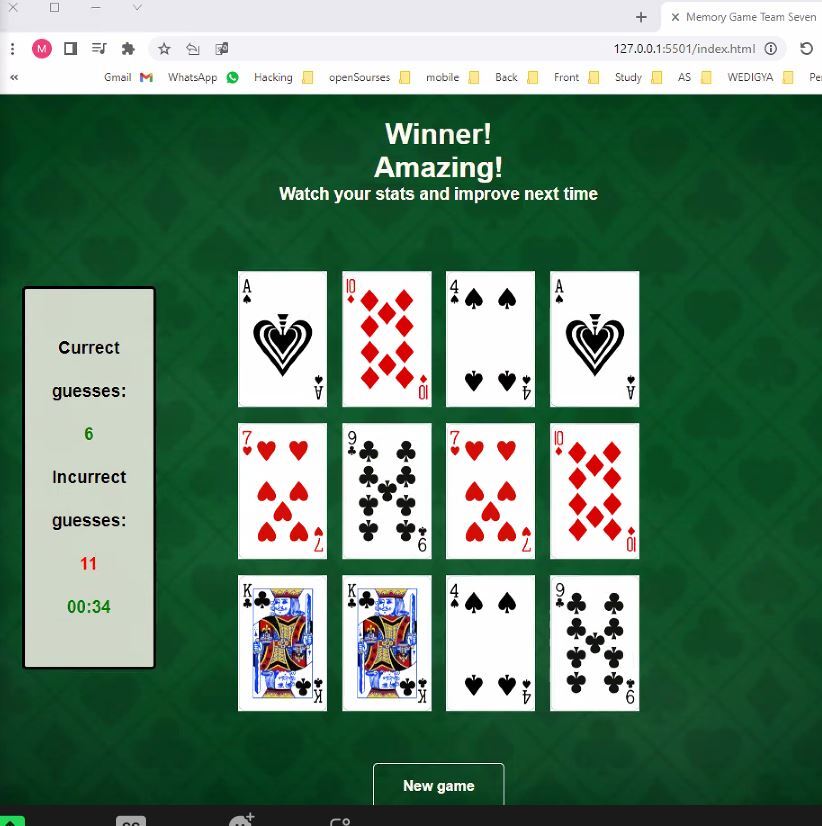 Memory Game Team Seven
M
127.0.0.1:5501/index.html
Gmail WhatsApp Hacking openSourses mobile Back Front Study AS WEDIGYA Pe
Winner!
Amazing!
Watch your stats and improve next time
Currect
guesses:
6
Incurrect
guesses:
11
00:34
A 10 4 A
A 10 4 A
7 9 7 10
7 9 7 10
K K 4 9
K K 4 9
New game